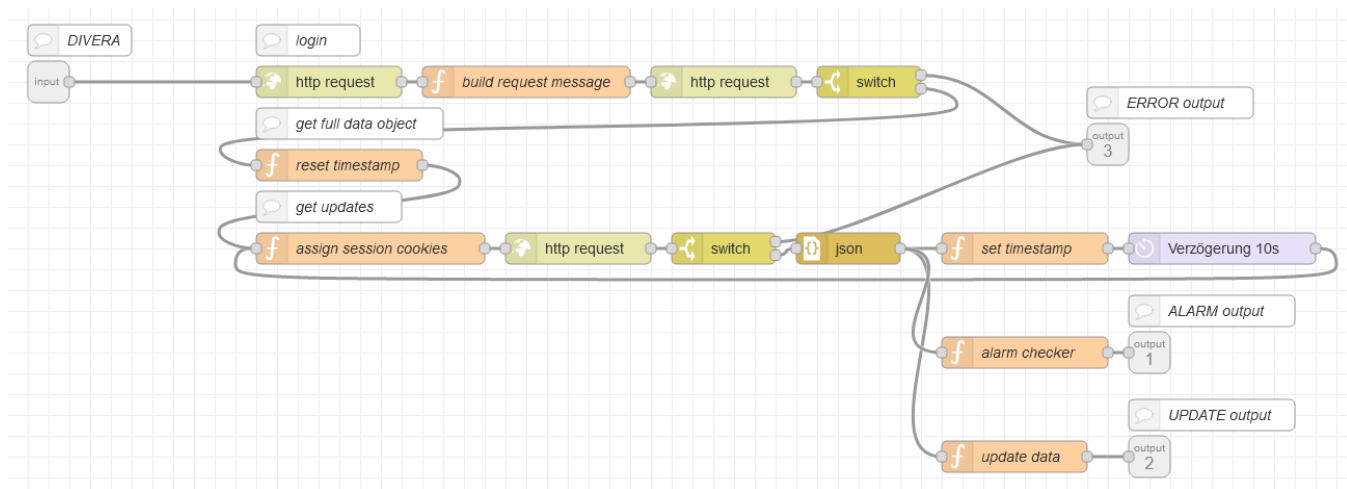 DIVERA
login
input
http request
build request message
http request
switch
ERROR output
get full data object
output
3
reset timestamp
get updates
assign session cookies
http request
switch
json
set timestamp
Verzögerung 10s
ALARM output
alarm checker
output
1
UPDATE output
update data
output
2